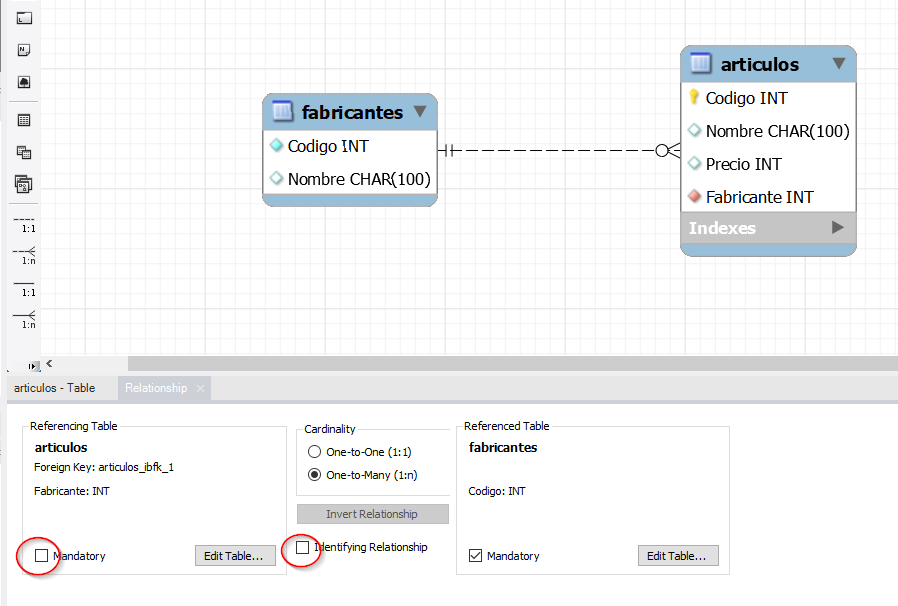 L
N
1:1
1:n
1:1
1:n
fabricantes
Codigo INT
Nombre CHAR(100)
articulos
Codigo INT
Nombre CHAR(100)
Precio INT
Fabricante INT
Indexes
articulos - Table
Relationship
Referencing Table
articulos
Foreign Key: articulos_ibfk_1
Fabricante: INT
Mandatory
Edit Table...
Cardinality
One-to-One (1:1)
One-to-Many (1:n)
Invert Relationship
Identifying Relationship
Referenced Table
fabricantes
Codigo: INT
Mandatory
Edit Table...